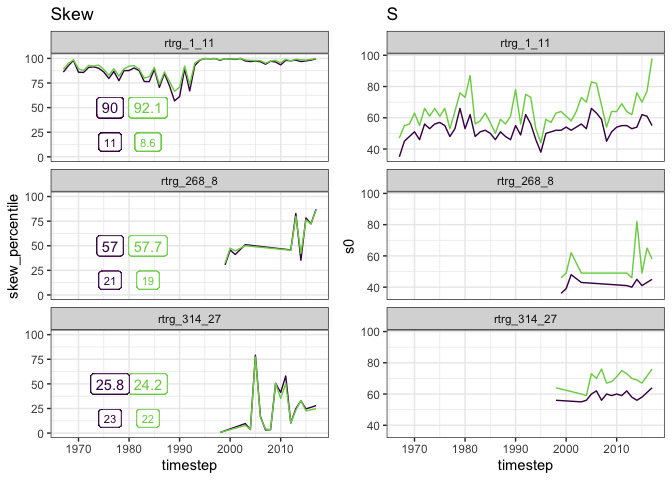 Skew
rtrg_1_11
100
75
50
25
0
90 92.1
11 8.6
rtrg_268_8
100
75
50
25
0
57 57.7
21 19
rtrg_314_27
100
75
50
25
0
25.8 24.2
23 22
1970 1980 1990 2000 2010
timestep
skew_percentile
S
rtrg_1_11
100
80
60
40
rtrg_268_8
100
80
60
40
rtrg_314_27
100
80
60
40
1970 1980 1990 2000 2010
timestep
s0